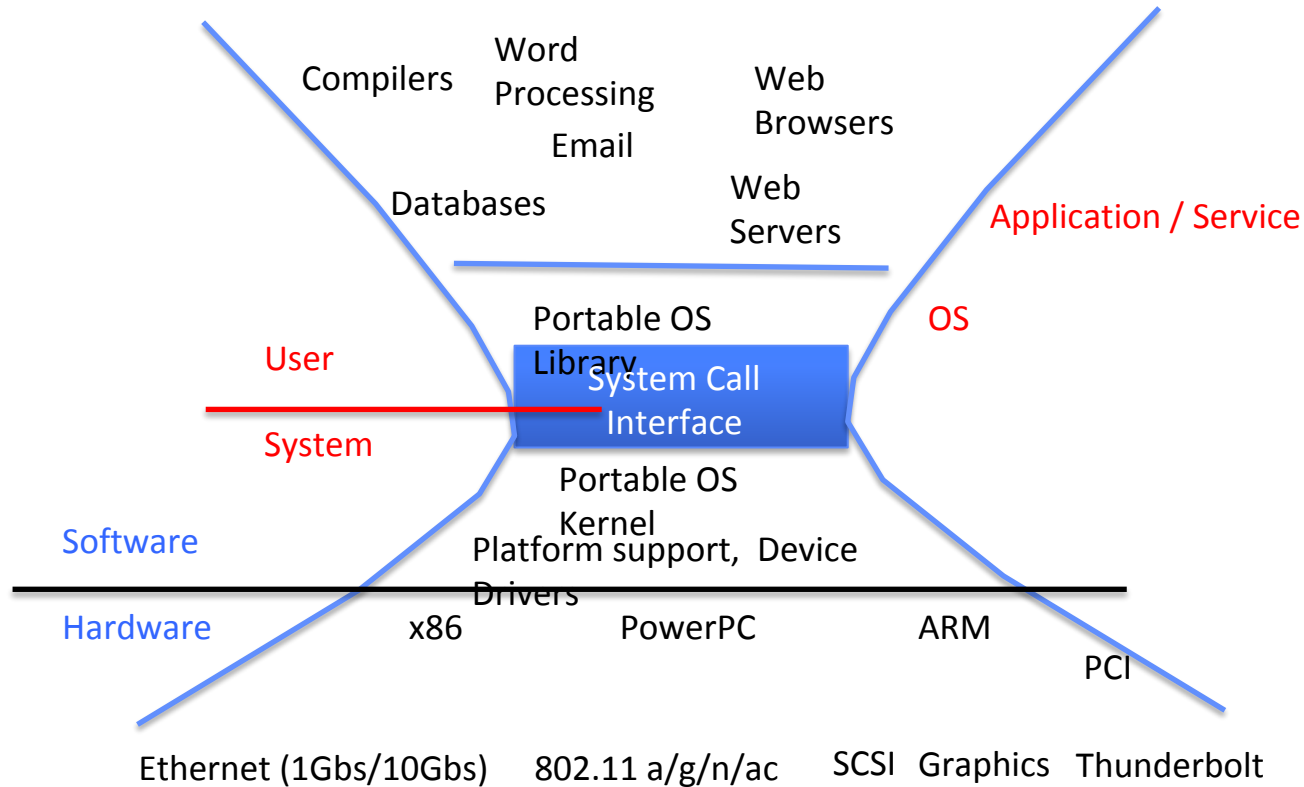 Compilers
Word
Processing
Email
Web
Browsers
Databases
Web
Servers
Application / Service
Portable OS
Library
OS
User
System Call
Interface
System
Portable OS
Kernel
Software
Platform support,  Device
Drivers
Hardware
x86
PowerPC
ARM
PCI
Ethernet (1Gbs/10Gbs)
802.11 a/g/n/ac
SCSI
Graphics
Thunderbolt